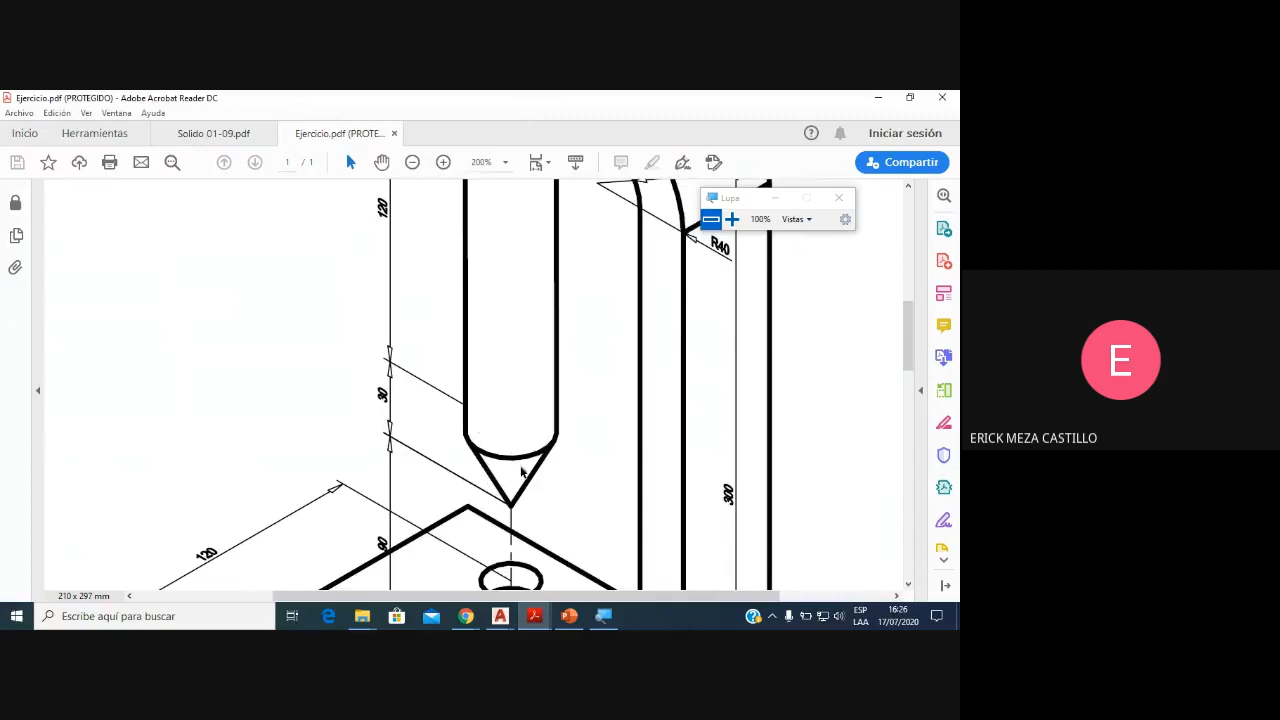 Ejercicio.pdf (PROTEGIDO) - Adobe Acrobat Reader DC
Archivo Edición Ver Ventana Ayuda
Inicio Herramientas Solido 01-09.pdf Ejercicio.pdf (PROTE... Iniciar sesión
1 / 1 200% Compartir
Lupa
100% Vistas
120
R40
30
300
90
120
E
ERICK MEZA CASTILLO
210 x 297 mm
Escribe aquí para buscar
ESP
LAA
16:26
17/07/2020